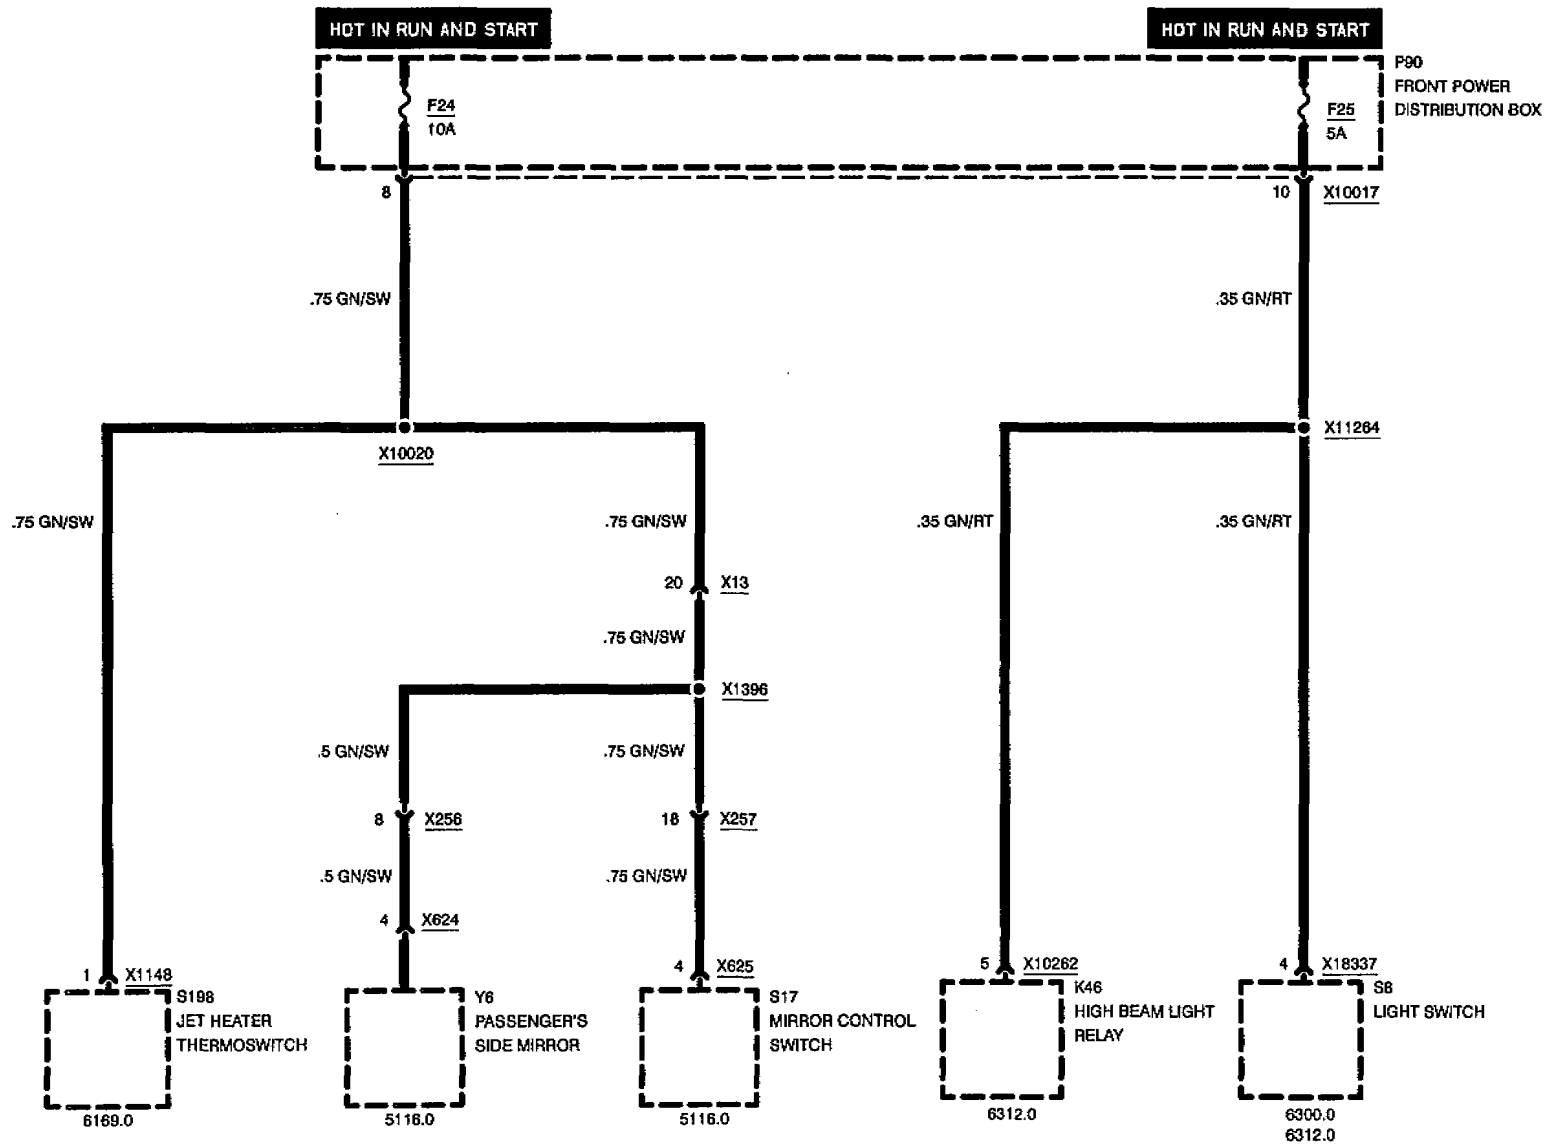 HOT IN RUN AND START
HOT IN RUN AND START
P90
FRONT POWER
DISTRIBUTION BOX
F24
10A
F25
5A
8
10
X10017
.75 GN/SW
.35 GN/RT
X10020
X11264
.75 GN/SW
.75 GN/SW
.35 GN/RT
.35 GN/RT
20
X13
.75 GN/SW
X1396
.5 GN/SW
.75 GN/SW
8
X256
18
X257
.5 GN/SW
.75 GN/SW
4
X624
1
X1148
4
X625
5
X10262
4
X18337
S198
JET HEATER
THERMOSWITCH
Y6
PASSENGER'S
SIDE MIRROR
S17
MIRROR CONTROL
SWITCH
K46
HIGH BEAM LIGHT
RELAY
S8
LIGHT SWITCH
6169.0
5116.0
5116.0
6312.0
6300.0
6312.0